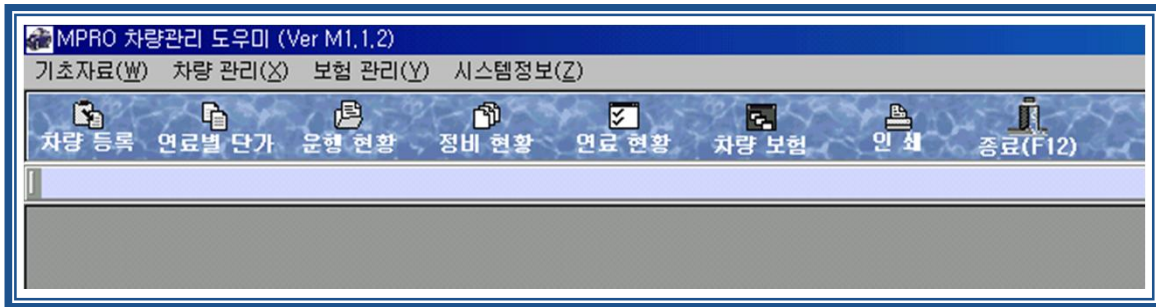 MPRO 차량관리 도우미 (Ver M1,1,2)
기초자료(W) 차량 관리(X) 보험 관리(Y) 시스템정보(Z)
차량 등록 연료별 단가 운행 현황 정비 현황 연료 현황 차량 보험 인 쇄 종료(F12)